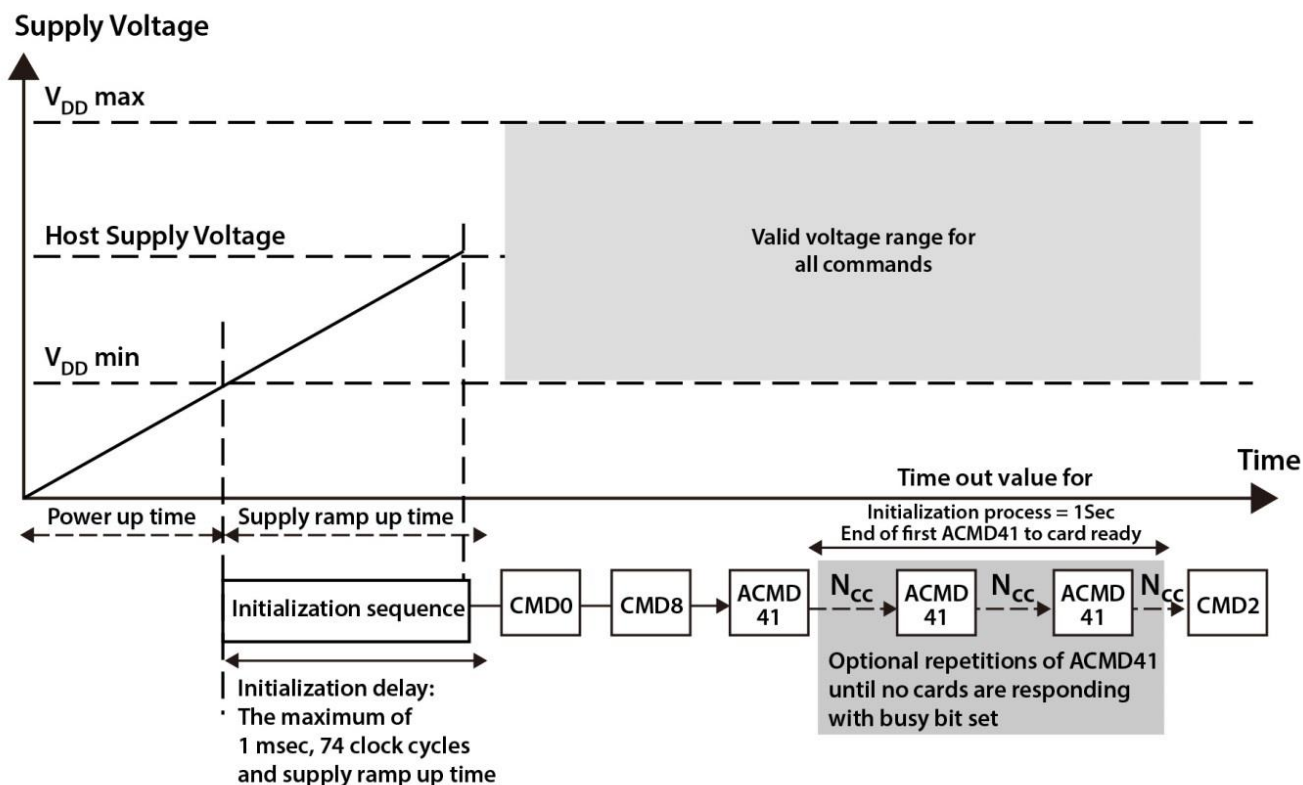 Supply Voltage
VDD max
Host Supply Voltage
Valid voltage range for
all commands
VDD min
Time
Time out value for
Initialization process = 1Sec
End of first ACMD41 to card ready
Power up time
Supply ramp up time
Initialization sequence
CMD0
CMD8
ACMD
41
NCC
ACMD
41
NCC
ACMD
41
NCC
CMD2
Optional repetitions of ACMD41
until no cards are responding
with busy bit set
Initialization delay:
The maximum of
1 msec, 74 clock cycles
and supply ramp up time